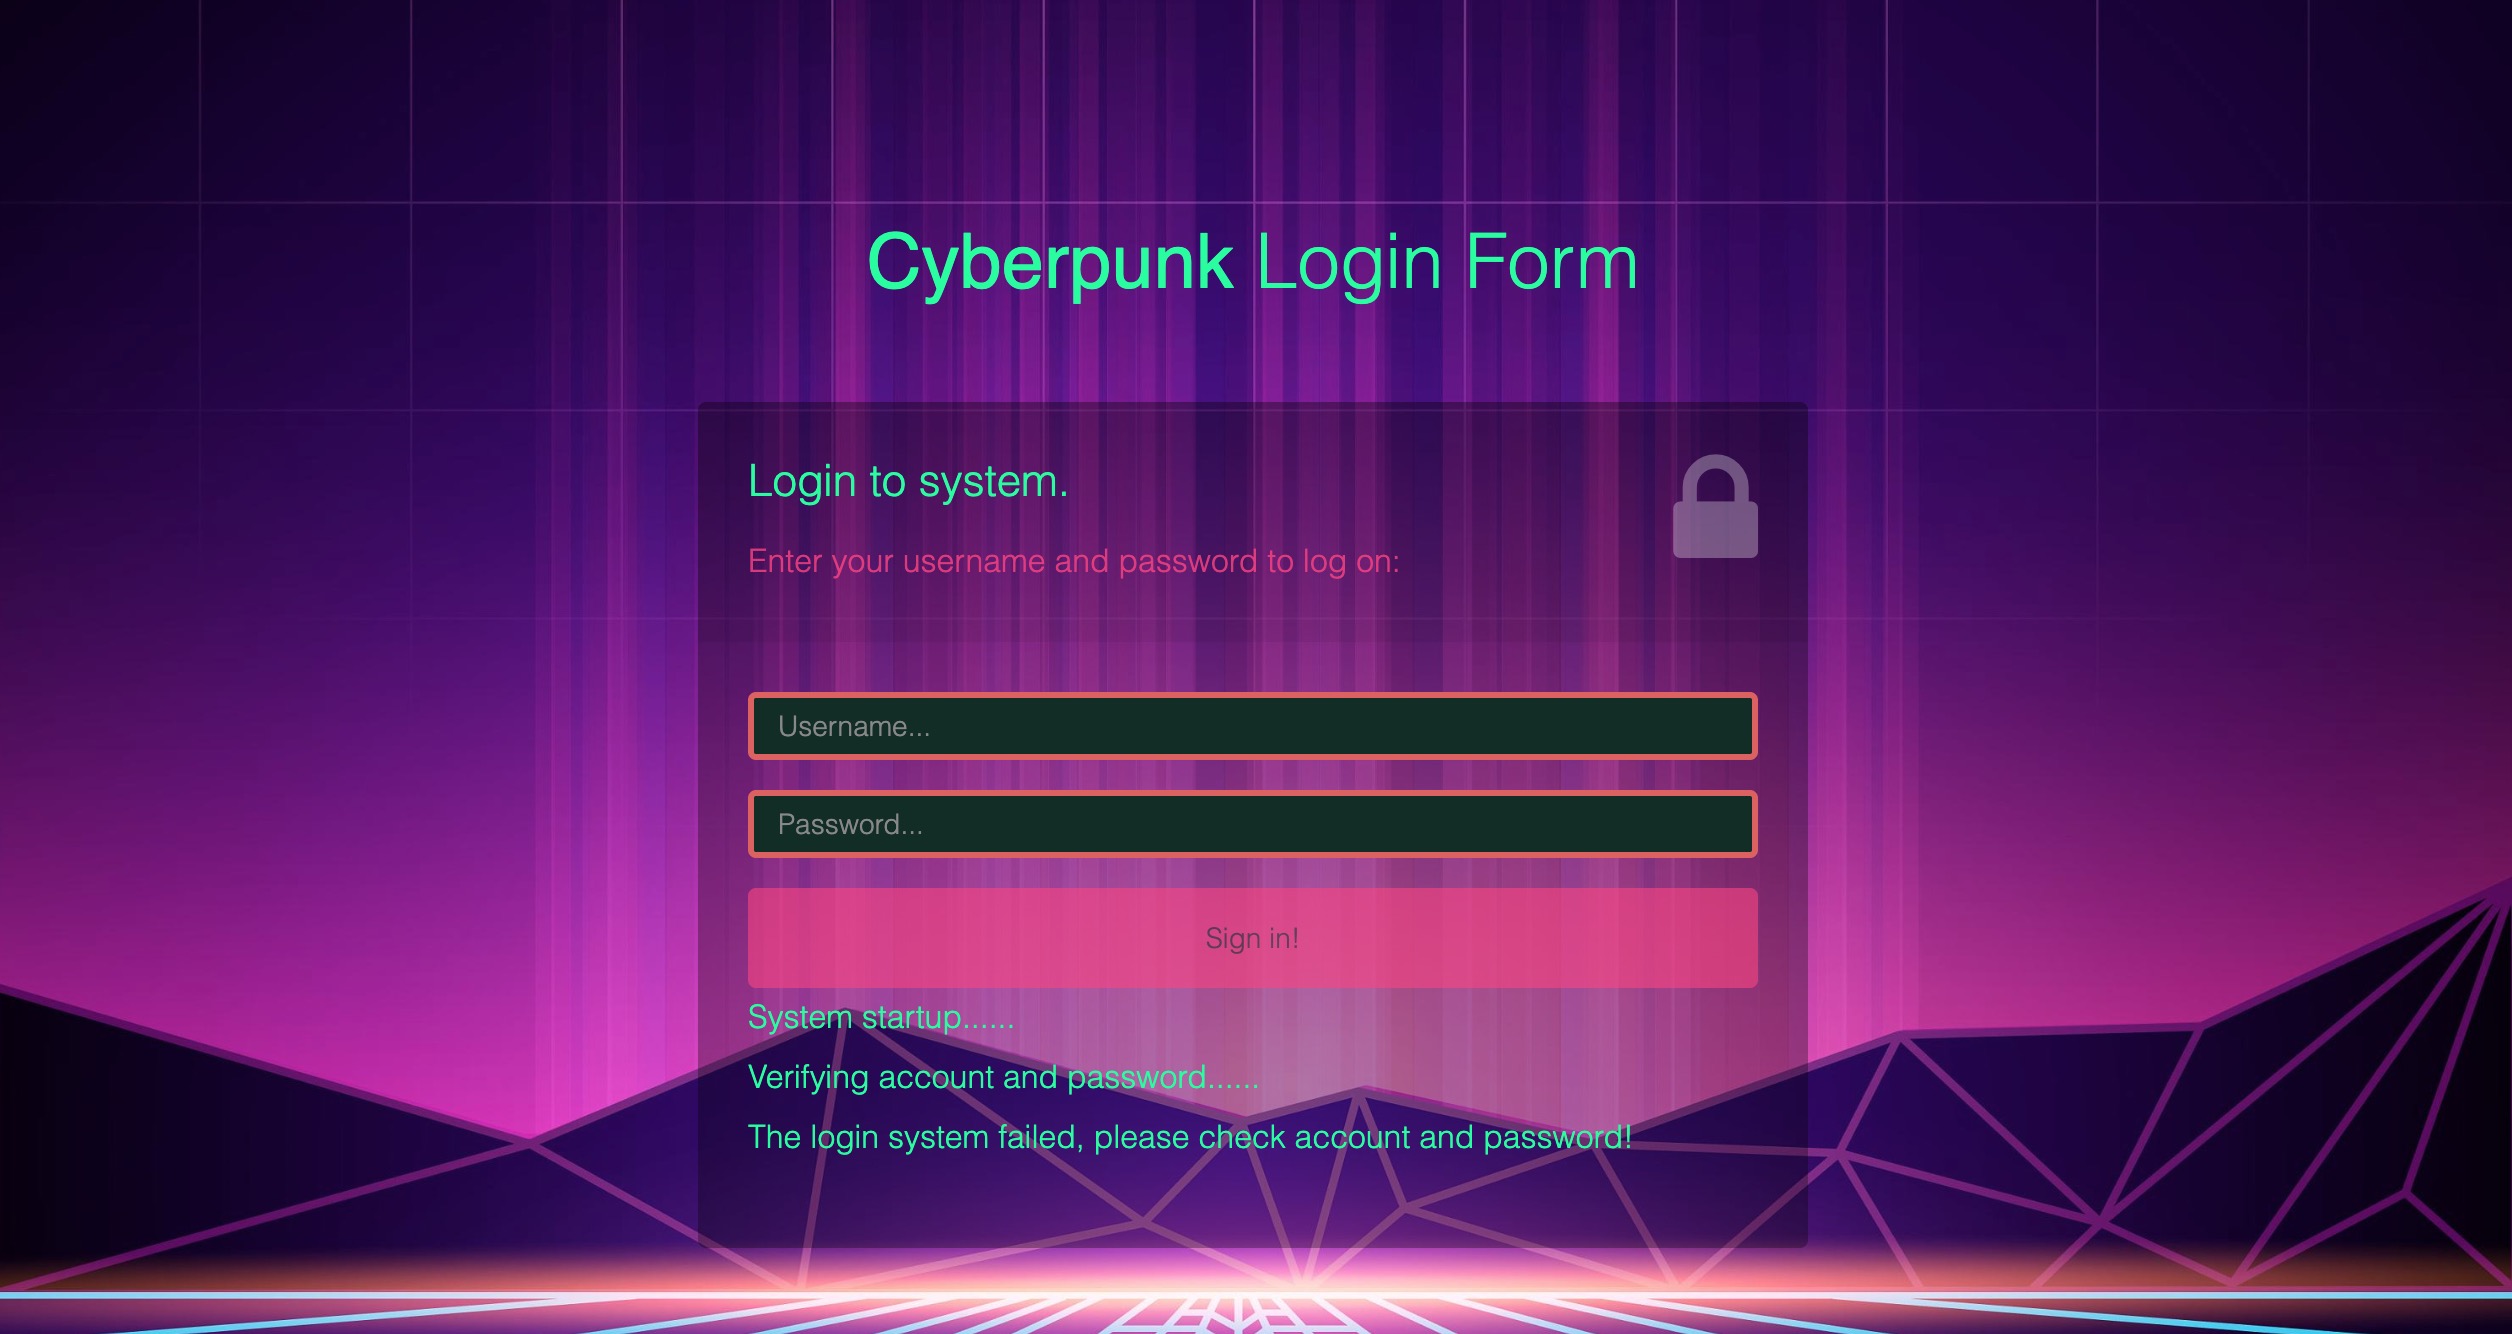 Cyberpunk Login Form
Login to system.
Enter your username and password to log on:
Username...
Password...
Sign in!
System startup......
Verifying account and password......
The login system failed, please check account and password!